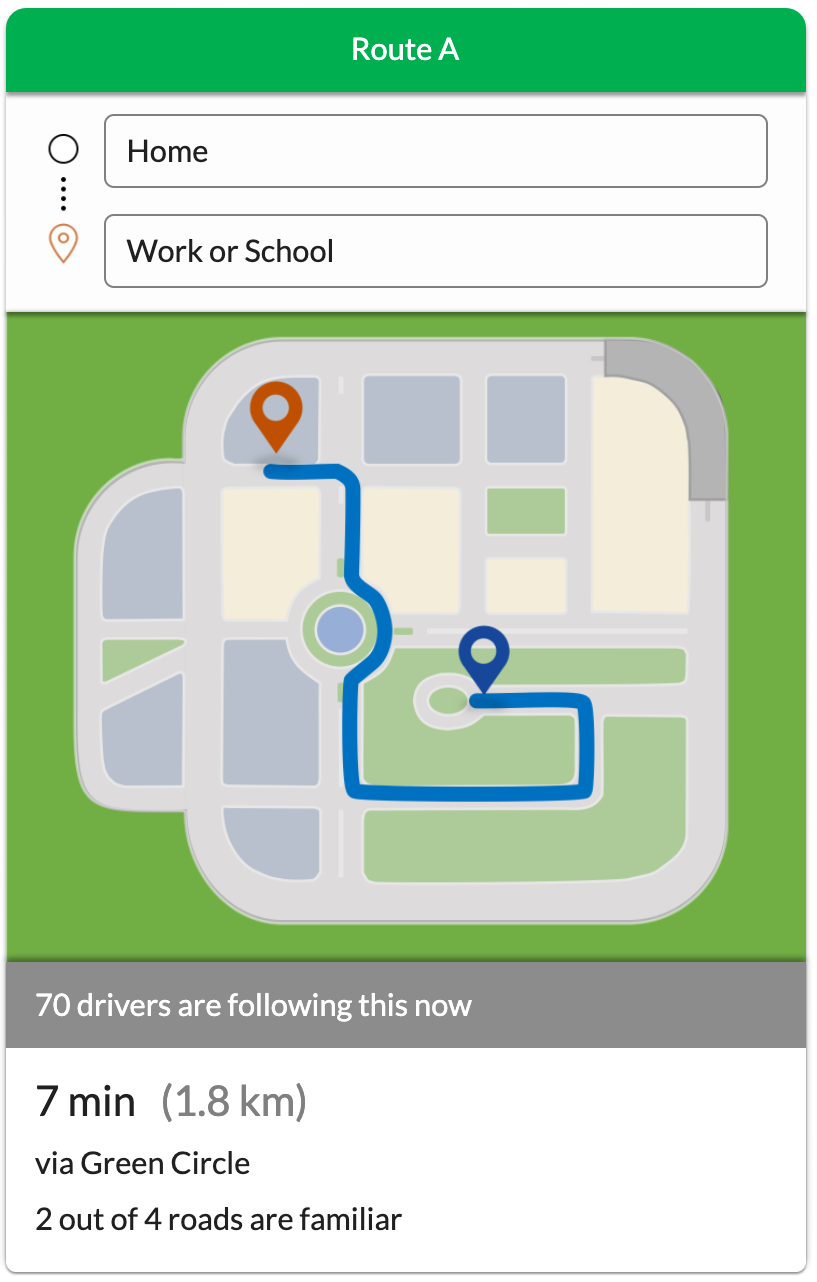 Route A
Home
Work or School
70 drivers are following this now
7 min (1.8 km)
via Green Circle
2 out of 4 roads are familiar